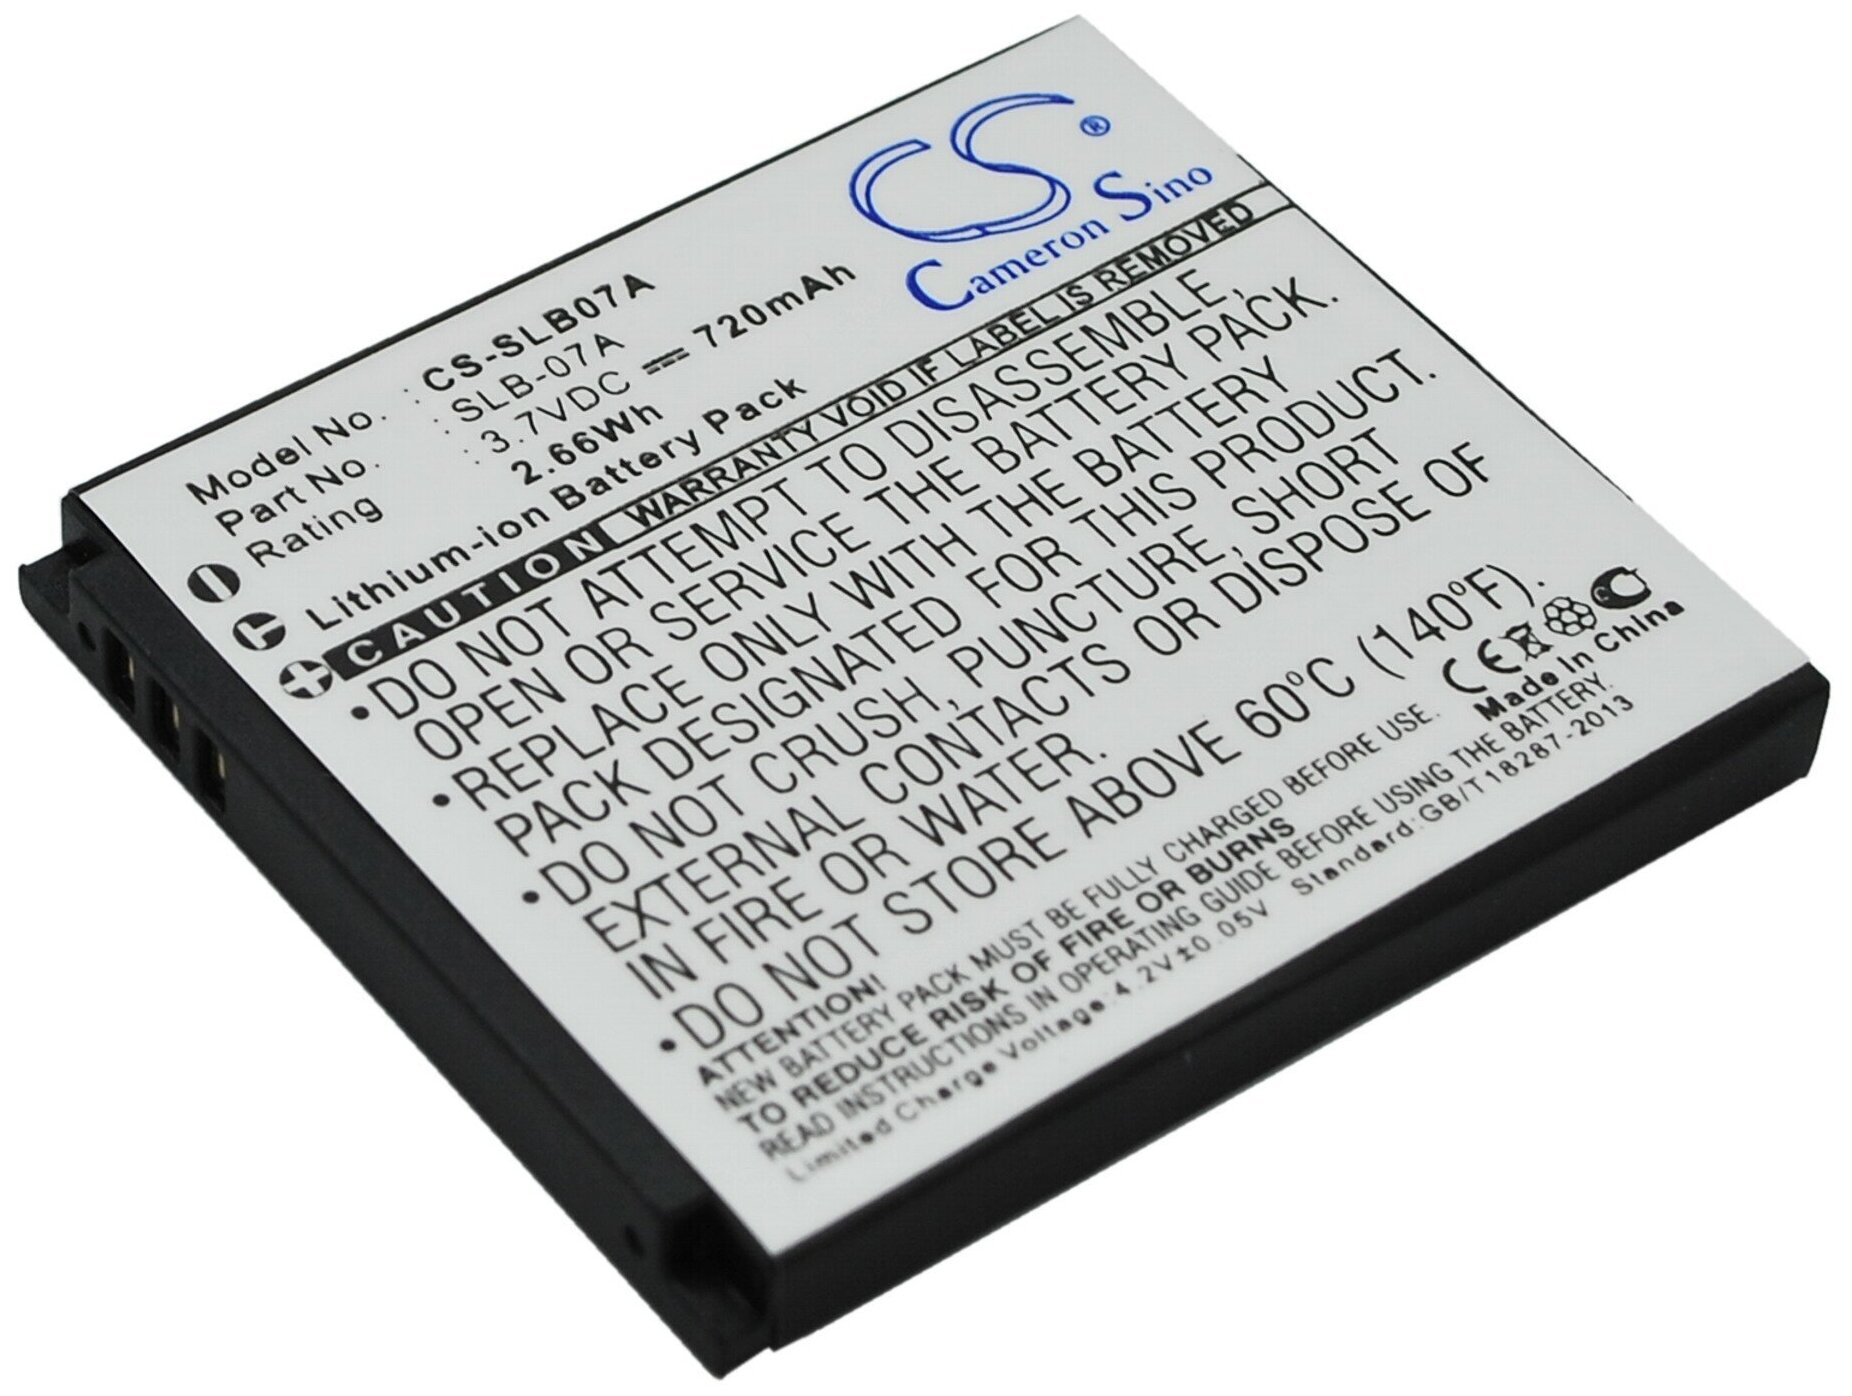 CS®
Cameron Sino
Model No. : CS-SLB07A
Part No. : SLB-07A
Rating : 3.7VDC ⎓ 720mAh
2.66Wh
Lithium-ion Battery Pack
CAUTION WARRANTY VOID IF LABEL IS REMOVED
•DO NOT ATTEMPT TO DISASSEMBLE,
OPEN OR SERVICE THE BATTERY PACK.
•REPLACE ONLY WITH THE BATTERY
PACK DESIGNATED FOR THIS PRODUCT.
•DO NOT CRUSH, PUNCTURE, SHORT
EXTERNAL CONTACTS OR DISPOSE OF
IN FIRE OR WATER.
•DO NOT STORE ABOVE 60°C (140°F).
CE
Made in China
ATTENTION!
NEW BATTERY PACK MUST BE FULLY CHARGED BEFORE USE.
TO REDUCE RISK OF FIRE OR BURNS
READ INSTRUCTIONS IN OPERATING GUIDE BEFORE USING THE BATTERY.
Limited Charge Voltage:4.2V±0.05V Standard:GB/T18287-2013